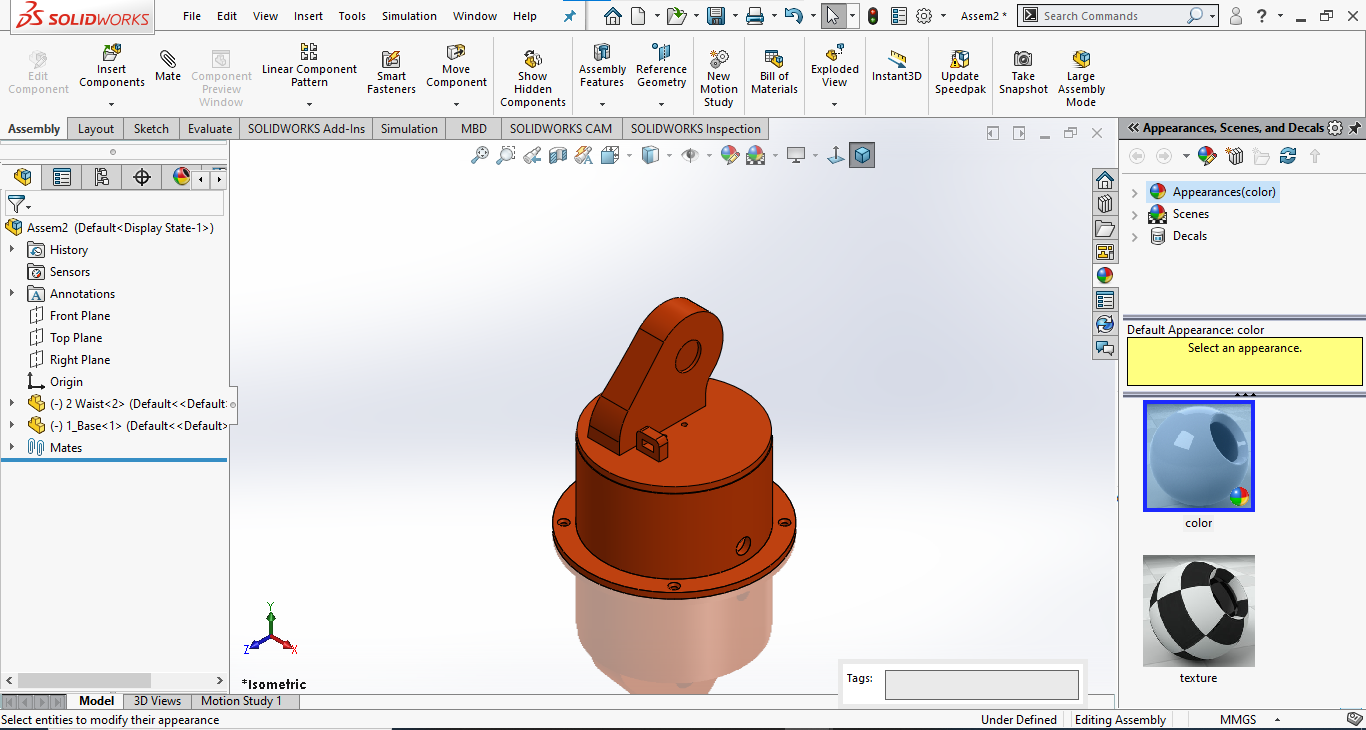 SOLIDWORKS
File Edit View Insert Tools Simulation Window Help
Assem2 *
Search Commands
?
Edit Component
Insert Components
Mate
Component Preview Window
Linear Component Pattern
Smart Fasteners
Move Component
Show Hidden Components
Assembly Features
Reference Geometry
New Motion Study
Bill of Materials
Exploded View
Instant3D
Update Speedpak
Take Snapshot
Large Assembly Mode
Assembly Layout Sketch Evaluate SOLIDWORKS Add-Ins Simulation MBD SOLIDWORKS CAM SOLIDWORKS Inspection
Appearances, Scenes, and Decals
Assem2 (Default<Display State-1>)
History
Sensors
A Annotations
Front Plane
Top Plane
Right Plane
Origin
(-) 2 Waist<2> (Default<<Default:
(-) 1_Base<1> (Default<<Default>
Mates
Appearances(color)
Scenes
Decals
Default Appearance: color
Select an appearance.
color
texture
Y
Z
X
*Isometric
Tags:
Model 3D Views Motion Study 1
Select entities to modify their appearance
Under Defined Editing Assembly MMGS